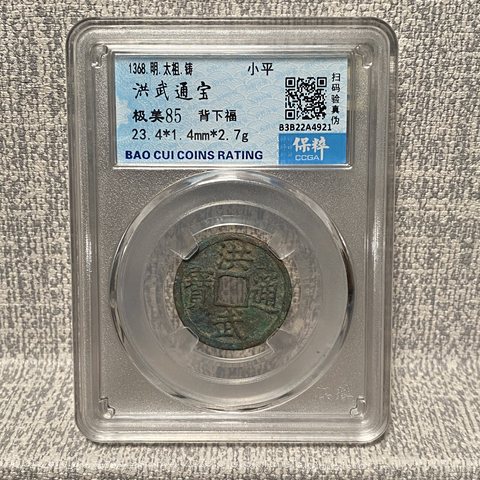 1368.明.太祖.铸 小平
洪武通宝
极美85 背下福
23.4*1.4mm*2.7g
BAO CUI COINS RATING
扫码验真伪
B3B22A4921
保粹
CCGA
洪武通寳